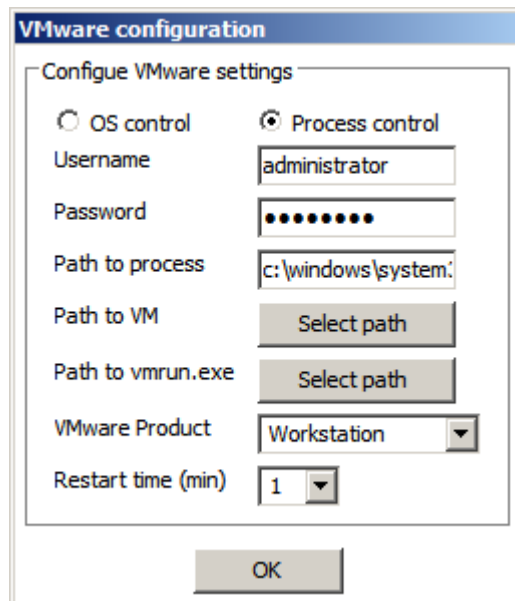 VMware configuration
Configue VMware settings
OS control Process control
Username administrator
Password ●●●●●●●●
Path to process c:\windows\system
Path to VM Select path
Path to vmrun.exe Select path
VMware Product Workstation
Restart time (min) 1
OK